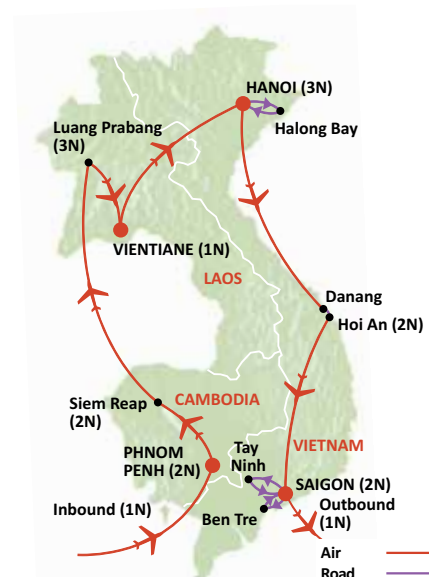 HANOI (3N)
Halong Bay
Luang Prabang
(3N)
VIENTIANE (1N)
LAOS
Danang
Hoi An (2N)
Siem Reap
(2N)
CAMBODIA
VIETNAM
PHNOM
PENH (2N)
Tay
Ninh
SAIGON (2N)
Outbound
(1N)
Inbound (1N)
Ben Tre
Air
Road